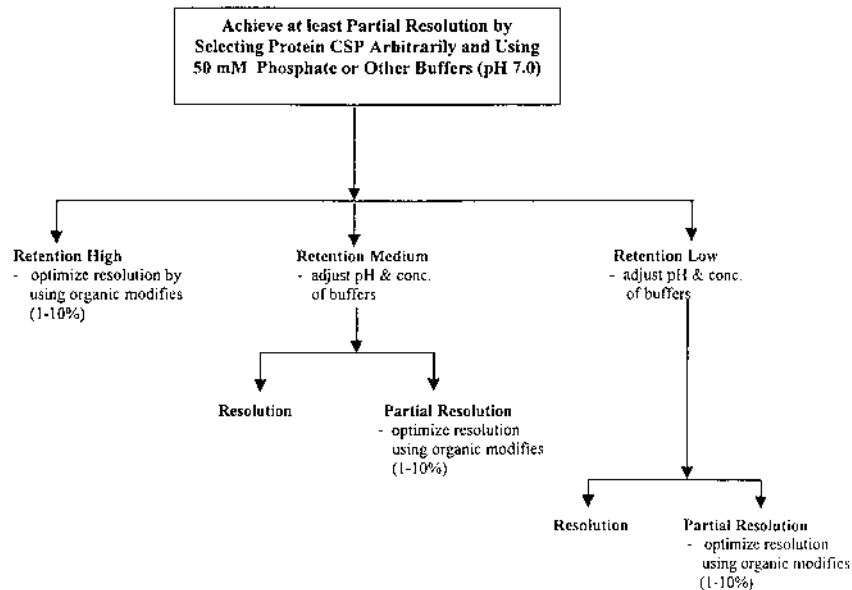 Achieve at least Partial Resolution by
Selecting Protein CSP Arbitrarily and Using
50 mM Phosphate or Other Buffers (pH 7.0)
Retention High
- optimize resolution by
using organic modifies
(1-10%)
Retention Medium
- adjust pH & conc.
of buffers
Retention Low
- adjust pH & conc.
of buffers
Resolution
Partial Resolution
- optimize resolution
using organic modifies
(1-10%)
Resolution
Partial Resolution
- optimize resolution
using organic modifies
(1-10%)